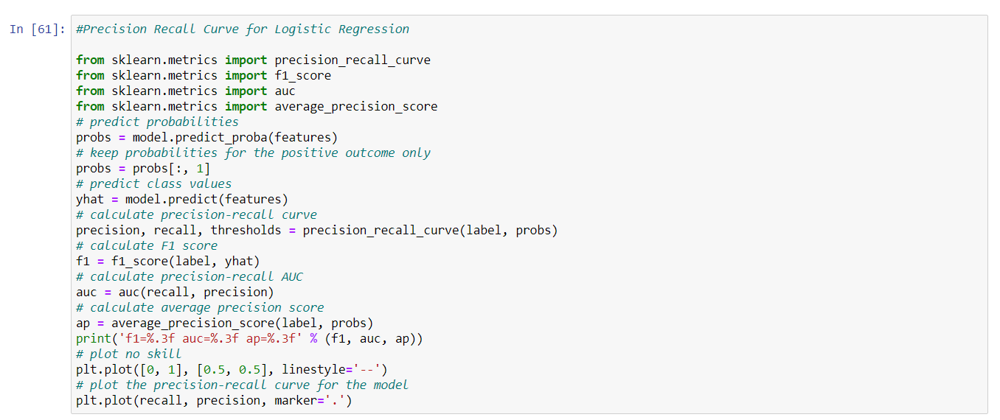 In [61]: #Precision Recall Curve for Logistic Regression
from sklearn.metrics import precision_recall_curve
from sklearn.metrics import f1_score
from sklearn.metrics import auc
from sklearn.metrics import average_precision_score
# predict probabilities
probs = model.predict_proba(features)
# keep probabilities for the positive outcome only
probs = probs[:, 1]
# predict class values
yhat = model.predict(features)
# calculate precision-recall curve
precision, recall, thresholds = precision_recall_curve(label, probs)
# calculate F1 score
f1 = f1_score(label, yhat)
# calculate precision-recall AUC
auc = auc(recall, precision)
# calculate average precision score
ap = average_precision_score(label, probs)
print('f1=%.3f auc=%.3f ap=%.3f' % (f1, auc, ap))
# plot no skill
plt.plot([0, 1], [0.5, 0.5], linestyle='--')
# plot the precision-recall curve for the model
plt.plot(recall, precision, marker='.')